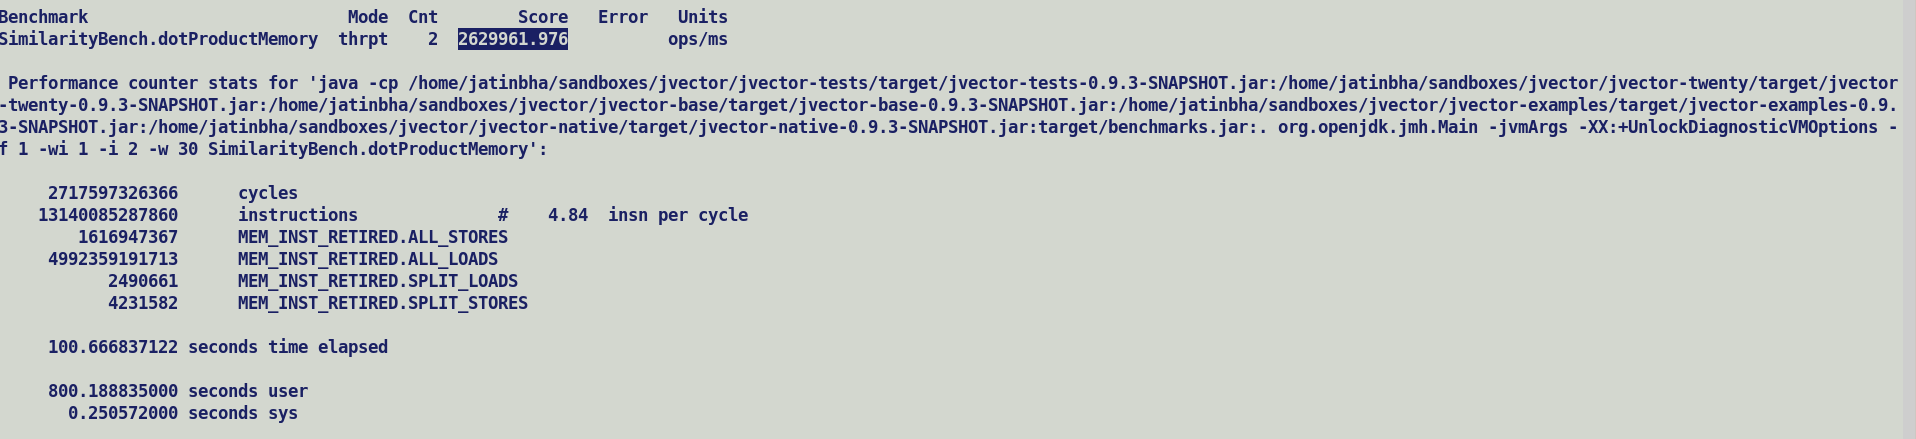 Benchmark                          Mode  Cnt        Score   Error   Units
SimilarityBench.dotProductMemory  thrpt    2  2629961.976          ops/ms
 Performance counter stats for 'java -cp /home/jatinbha/sandboxes/jvector/jvector-tests/target/jvector-tests-0.9.3-SNAPSHOT.jar:/home/jatinbha/sandboxes/jvector/jvector-twenty/target/jvector
-twenty-0.9.3-SNAPSHOT.jar:/home/jatinbha/sandboxes/jvector/jvector-base/target/jvector-base-0.9.3-SNAPSHOT.jar:/home/jatinbha/sandboxes/jvector/jvector-examples/target/jvector-examples-0.9.
3-SNAPSHOT.jar:/home/jatinbha/sandboxes/jvector/jvector-native/target/jvector-native-0.9.3-SNAPSHOT.jar:target/benchmarks.jar:. org.openjdk.jmh.Main -jvmArgs -XX:+UnlockDiagnosticVMOptions -
f 1 -wi 1 -i 2 -w 30 SimilarityBench.dotProductMemory':
     2717597326366      cycles
    13140085287860      instructions              #    4.84  insn per cycle
        1616947367      MEM_INST_RETIRED.ALL_STORES
     4992359191713      MEM_INST_RETIRED.ALL_LOADS
           2490661      MEM_INST_RETIRED.SPLIT_LOADS
           4231582      MEM_INST_RETIRED.SPLIT_STORES
     100.666837122 seconds time elapsed
     800.188835000 seconds user
       0.250572000 seconds sys